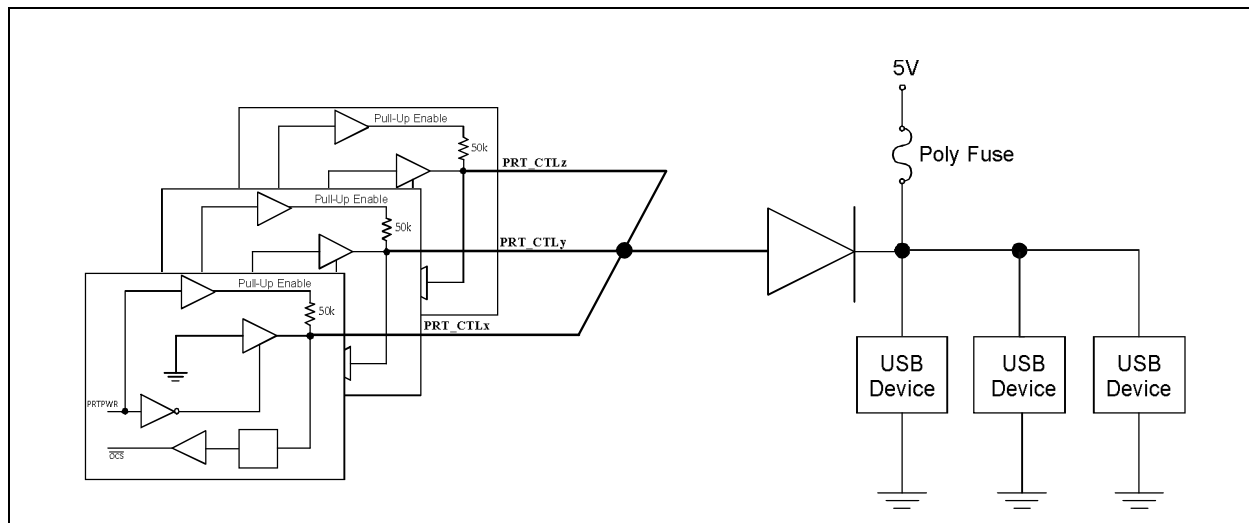 5V
Poly Fuse
Pull-Up Enable
50k
PRT_CTLz
Pull-Up Enable
50k
PRT_CTLy
Pull-Up Enable
50k
PRT_CTLx
PRTPWR
OCS
USB
Device
USB
Device
USB
Device